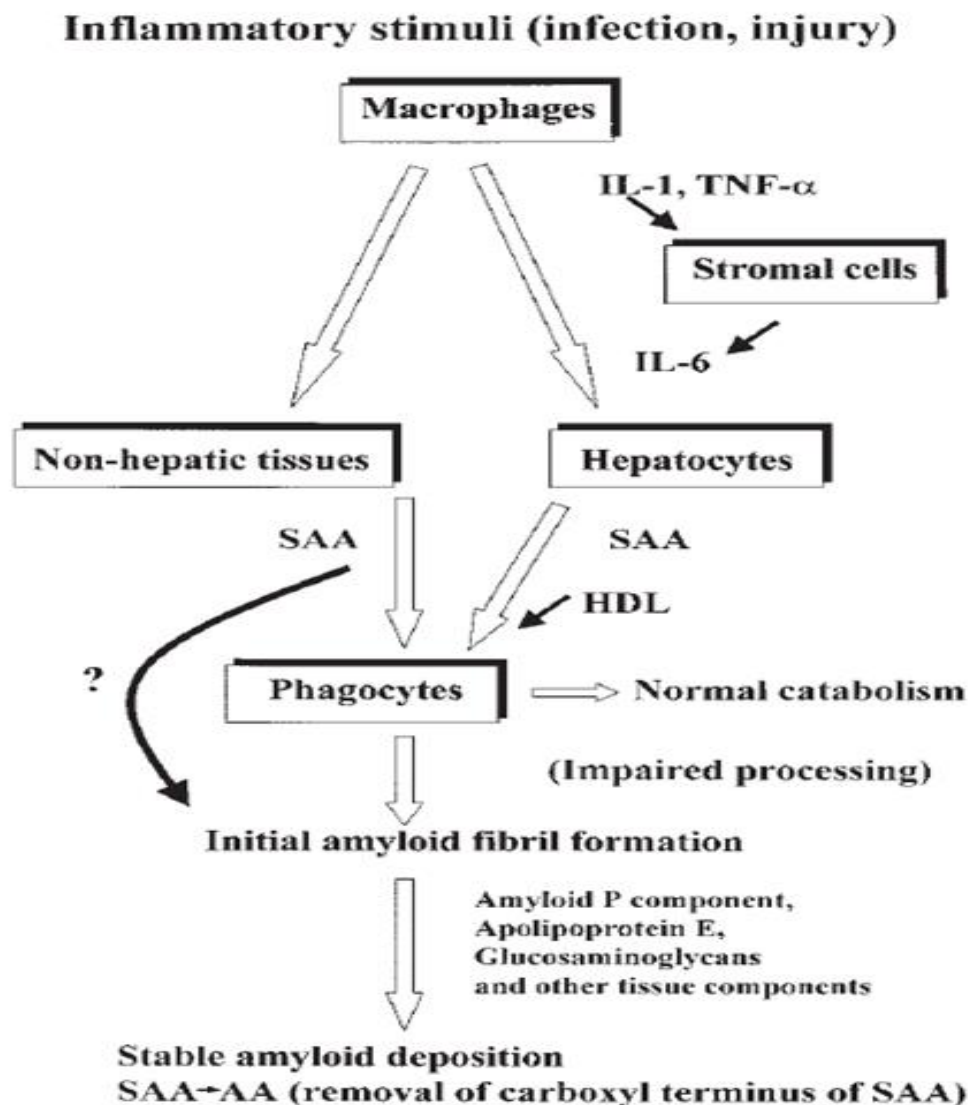 Inflammatory stimuli (infection, injury)
Macrophages
IL-1, TNF-α
Stromal cells
IL-6
Non-hepatic tissues
Hepatocytes
SAA
SAA
HDL
?
Phagocytes
Normal catabolism
(Impaired processing)
Initial amyloid fibril formation
Amyloid P component,
Apolipoprotein E,
Glucosaminoglycans
and other tissue components
Stable amyloid deposition
SAA→AA (removal of carboxyl terminus of SAA)